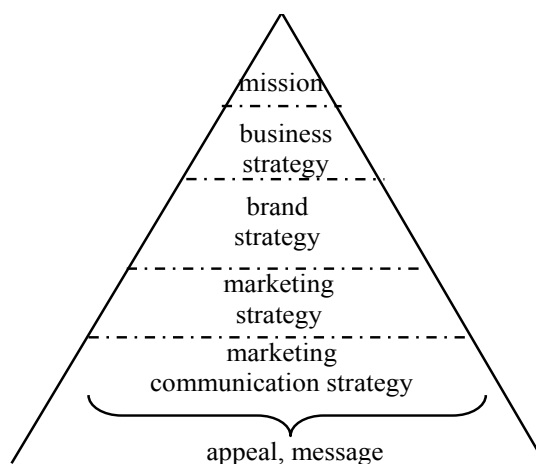 mission
business
strategy
brand
strategy
marketing
strategy
marketing
communication strategy
appeal, message